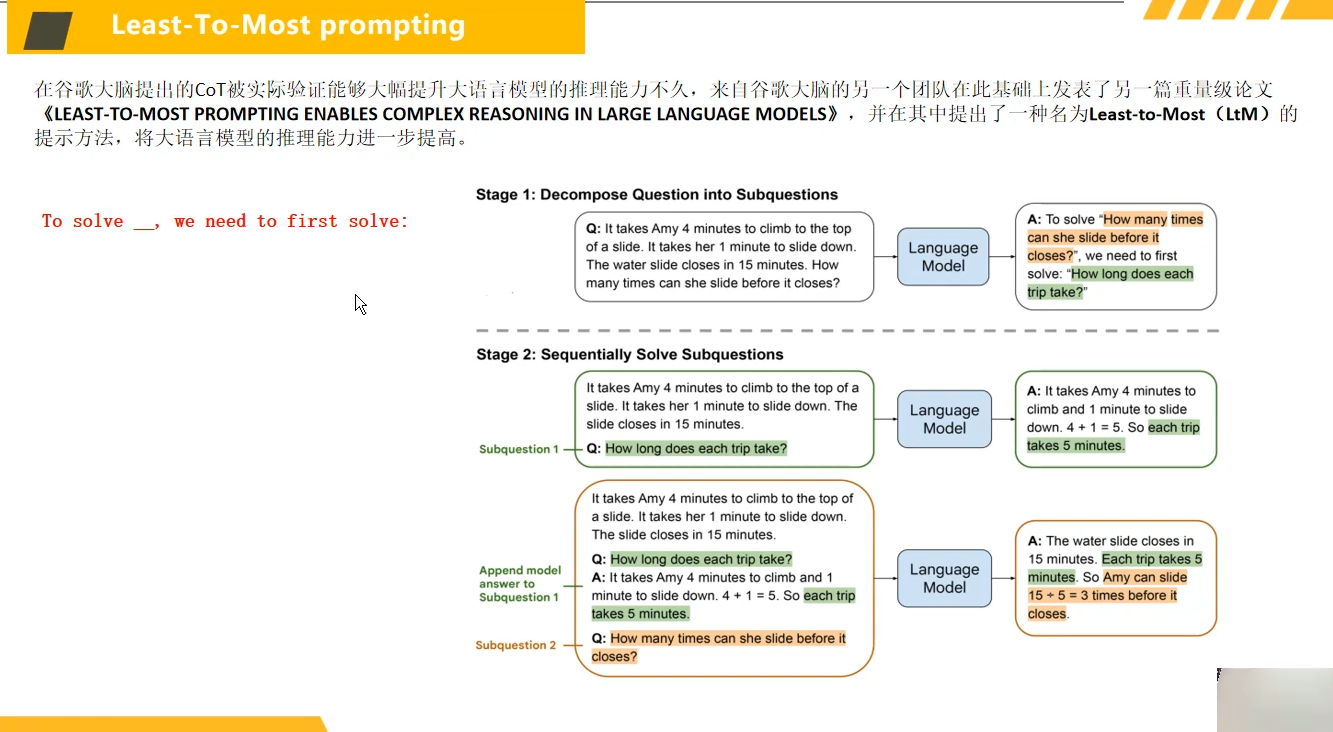 Least-To-Most prompting
在谷歌大脑提出的CoT被实际验证能够大幅提升大语言模型的推理能力不久，来自谷歌大脑的另一个团队在此基础上发表了另一篇重量级论文
《LEAST-TO-MOST PROMPTING ENABLES COMPLEX REASONING IN LARGE LANGUAGE MODELS》，并在其中提出了一种名为Least-to-Most（LtM）的
提示方法，将大语言模型的推理能力进一步提高。
To solve __, we need to first solve:
Stage 1: Decompose Question into Subquestions
Q: It takes Amy 4 minutes to climb to the top
of a slide. It takes her 1 minute to slide down.
The water slide closes in 15 minutes. How
many times can she slide before it closes?
Language
Model
A: To solve “How many times
can she slide before it
closes?”, we need to first
solve: “How long does each
trip take?”
Stage 2: Sequentially Solve Subquestions
It takes Amy 4 minutes to climb to the top of a
slide. It takes her 1 minute to slide down. The
slide closes in 15 minutes.
Subquestion 1
Q: How long does each trip take?
Language
Model
A: It takes Amy 4 minutes to
climb and 1 minute to slide
down. 4 + 1 = 5. So each trip
takes 5 minutes.
It takes Amy 4 minutes to climb to the top of
a slide. It takes her 1 minute to slide down.
The slide closes in 15 minutes.
Q: How long does each trip take?
Append model
answer to
Subquestion 1
A: It takes Amy 4 minutes to climb and 1
minute to slide down. 4 + 1 = 5. So each trip
takes 5 minutes.
Subquestion 2
Q: How many times can she slide before it
closes?
Language
Model
A: The water slide closes in
15 minutes. Each trip takes 5
minutes. So Amy can slide
15 ÷ 5 = 3 times before it
closes.